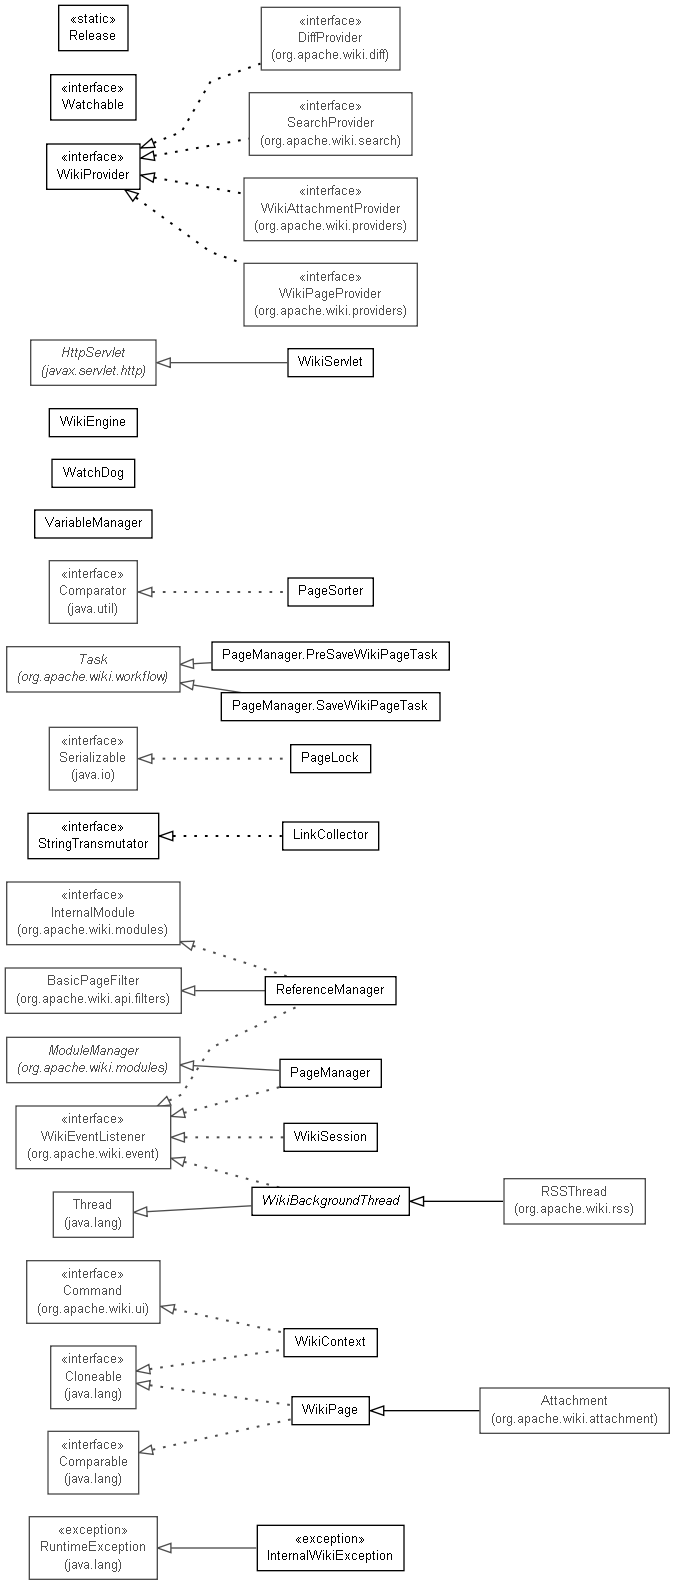 «static»
Release
«interface»
DiffProvider
(org.apache.wiki.diff)
«interface»
Watchable
«interface»
SearchProvider
(org.apache.wiki.search)
«interface»
WikiProvider
«interface»
WikiAttachmentProvider
(org.apache.wiki.providers)
«interface»
WikiPageProvider
(org.apache.wiki.providers)
HttpServlet
(javax.servlet.http)
WikiServlet
WikiEngine
WatchDog
VariableManager
«interface»
Comparator
(java.util)
PageSorter
Task
(org.apache.wiki.workflow)
PageManager.PreSaveWikiPageTask
PageManager.SaveWikiPageTask
«interface»
Serializable
(java.io)
PageLock
«interface»
StringTransmutator
LinkCollector
«interface»
InternalModule
(org.apache.wiki.modules)
BasicPageFilter
(org.apache.wiki.api.filters)
ReferenceManager
ModuleManager
(org.apache.wiki.modules)
PageManager
«interface»
WikiEventListener
(org.apache.wiki.event)
WikiSession
Thread
(java.lang)
WikiBackgroundThread
RSSThread
(org.apache.wiki.rss)
«interface»
Command
(org.apache.wiki.ui)
WikiContext
«interface»
Cloneable
(java.lang)
WikiPage
Attachment
(org.apache.wiki.attachment)
«interface»
Comparable
(java.lang)
«exception»
RuntimeException
(java.lang)
«exception»
InternalWikiException